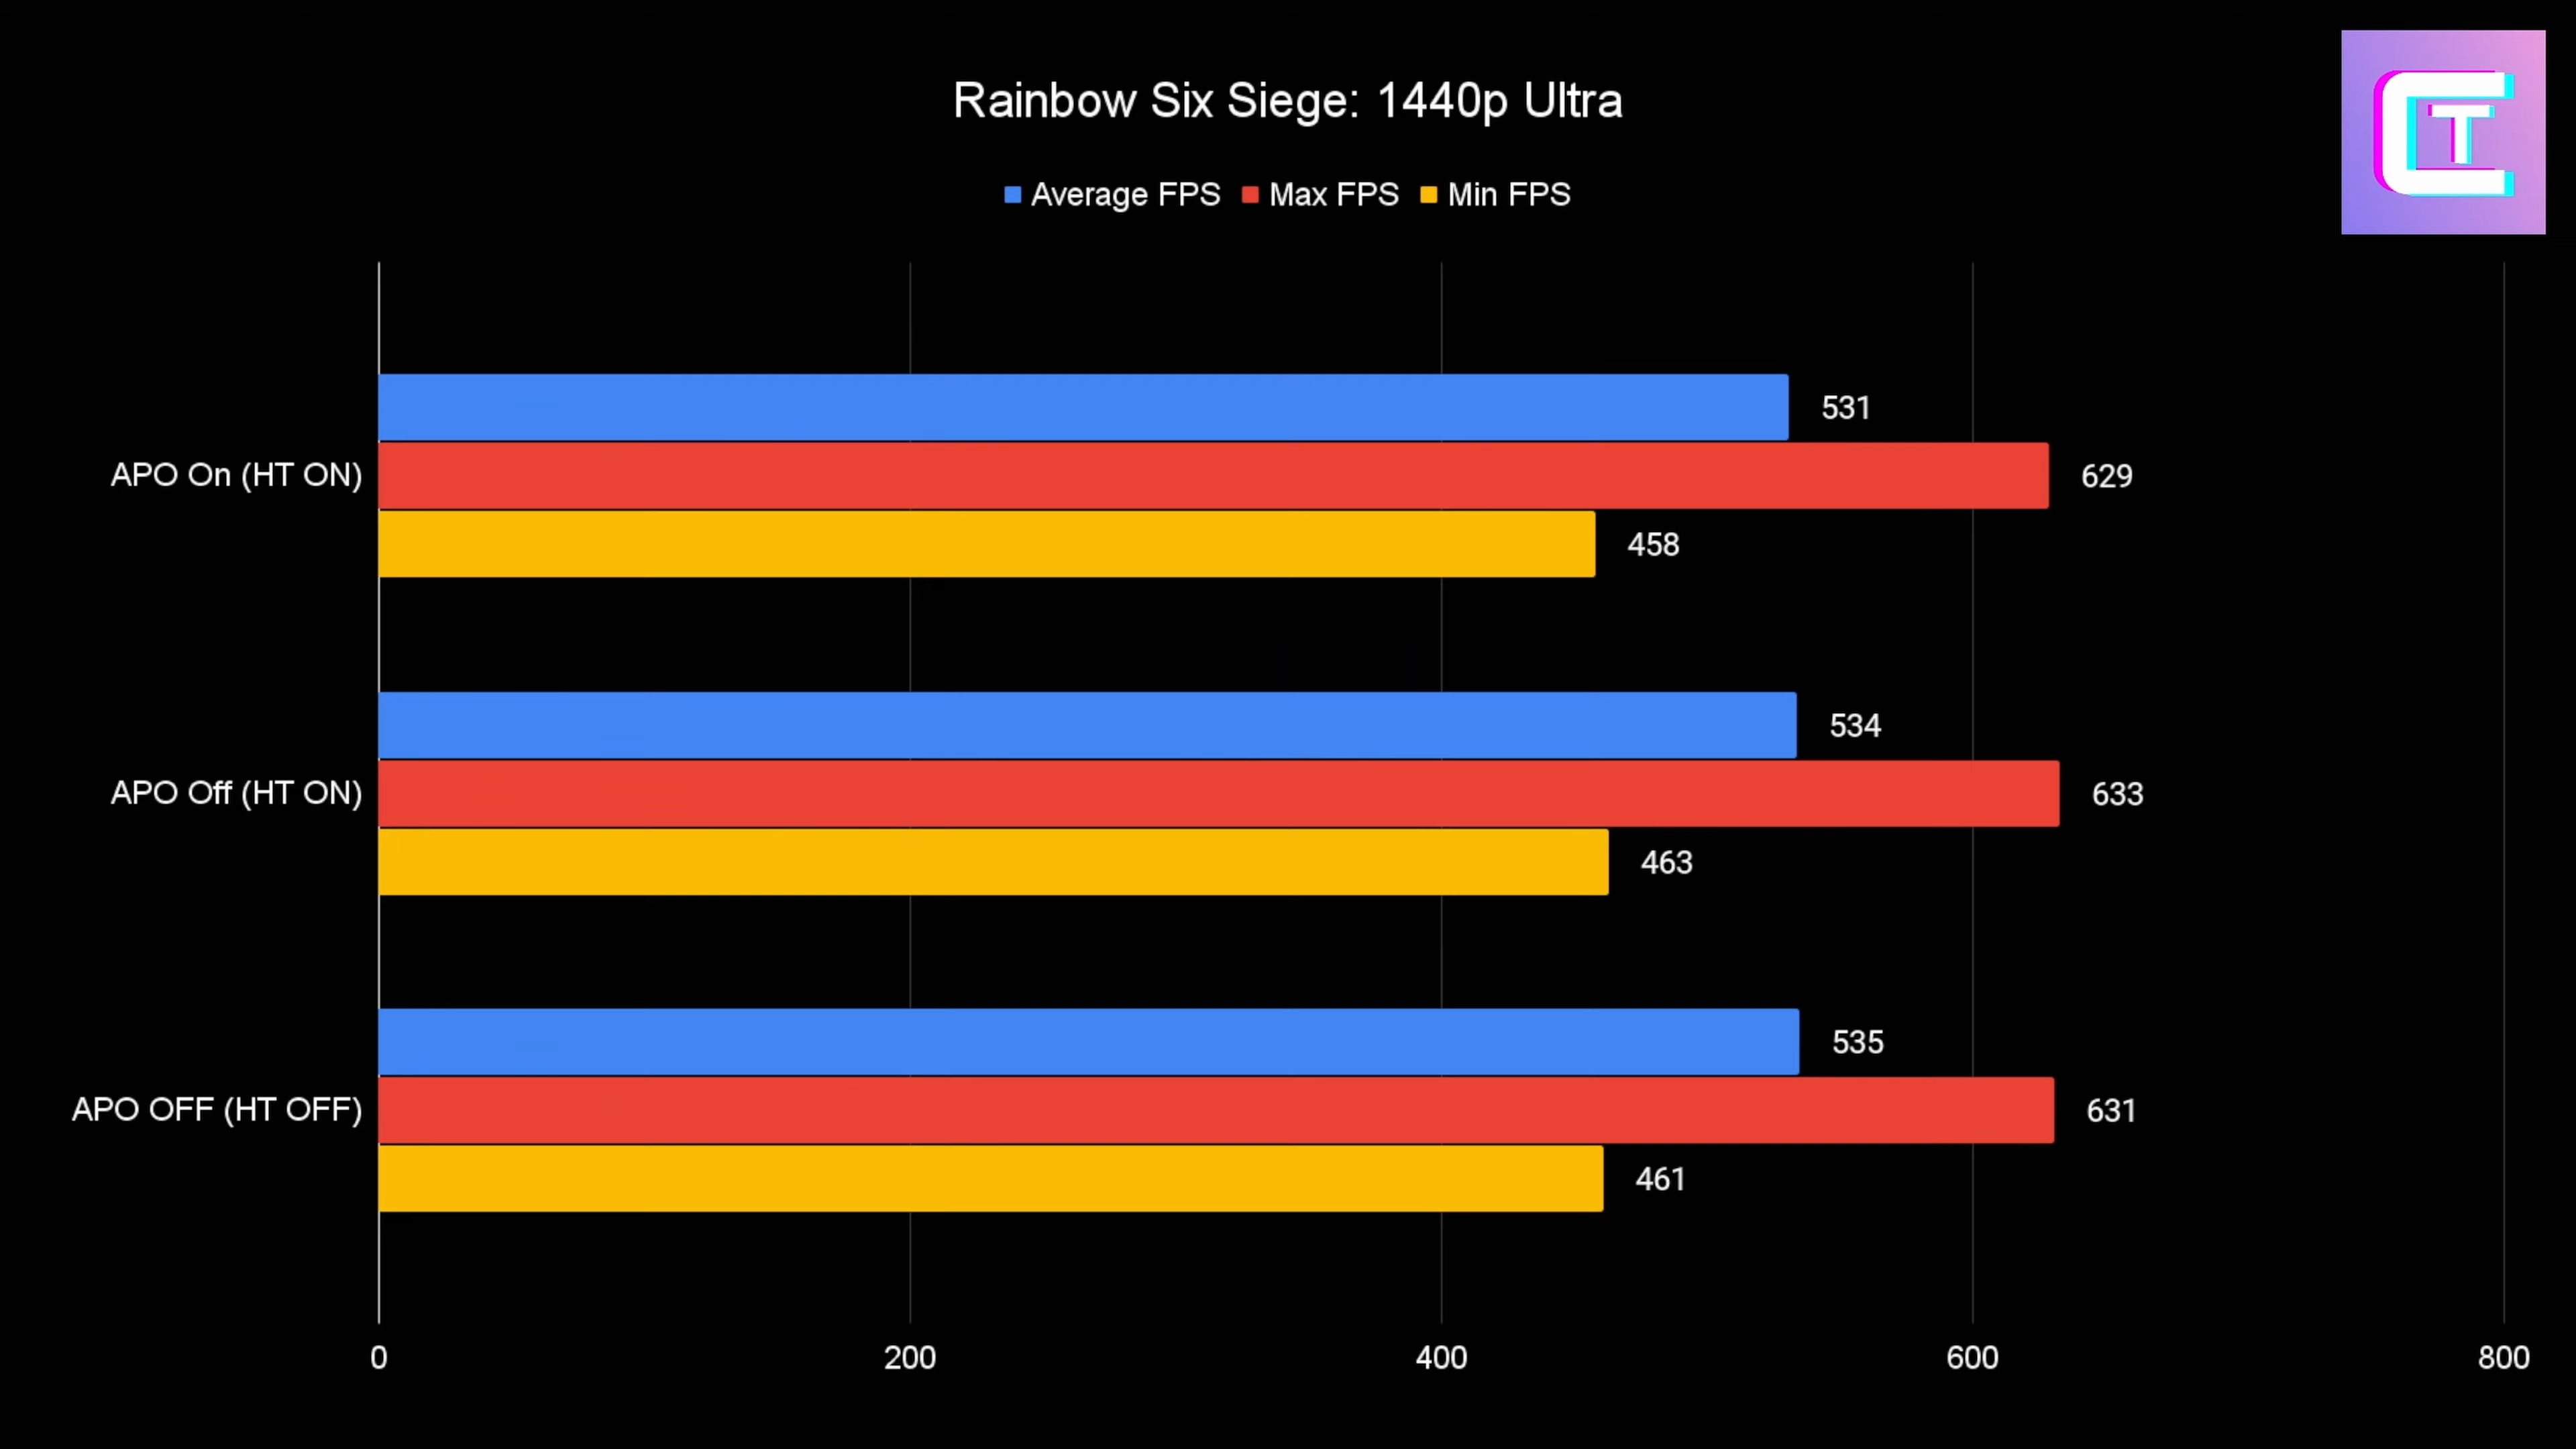 Rainbow Six Siege: 1440p Ultra
CT
Average FPS Max FPS Min FPS
APO On (HT ON)
531
629
458
APO Off (HT ON)
534
633
463
APO OFF (HT OFF)
535
631
461
0 200 400 600 800